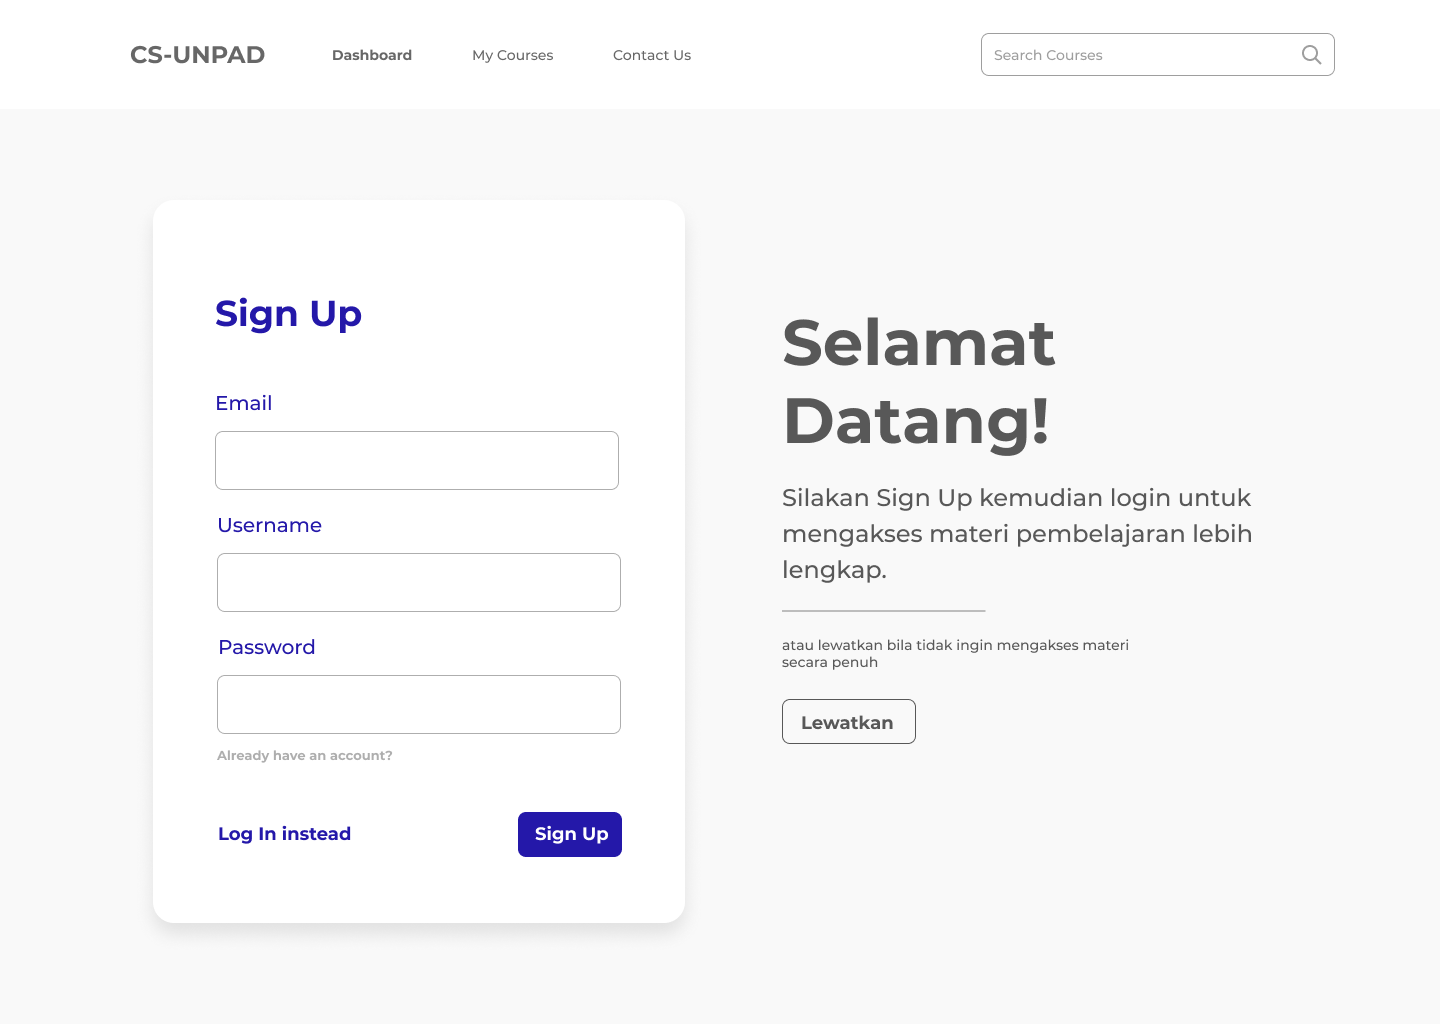 CS-UNPAD
Dashboard
My Courses
Contact Us
Search Courses
Sign Up
Email
Username
Password
Already have an account?
Log In instead
Sign Up
Selamat
Datang!
Silakan Sign Up kemudian login untuk
mengakses materi pembelajaran lebih
lengkap.
atau lewatkan bila tidak ingin mengakses materi
secara penuh
Lewatkan